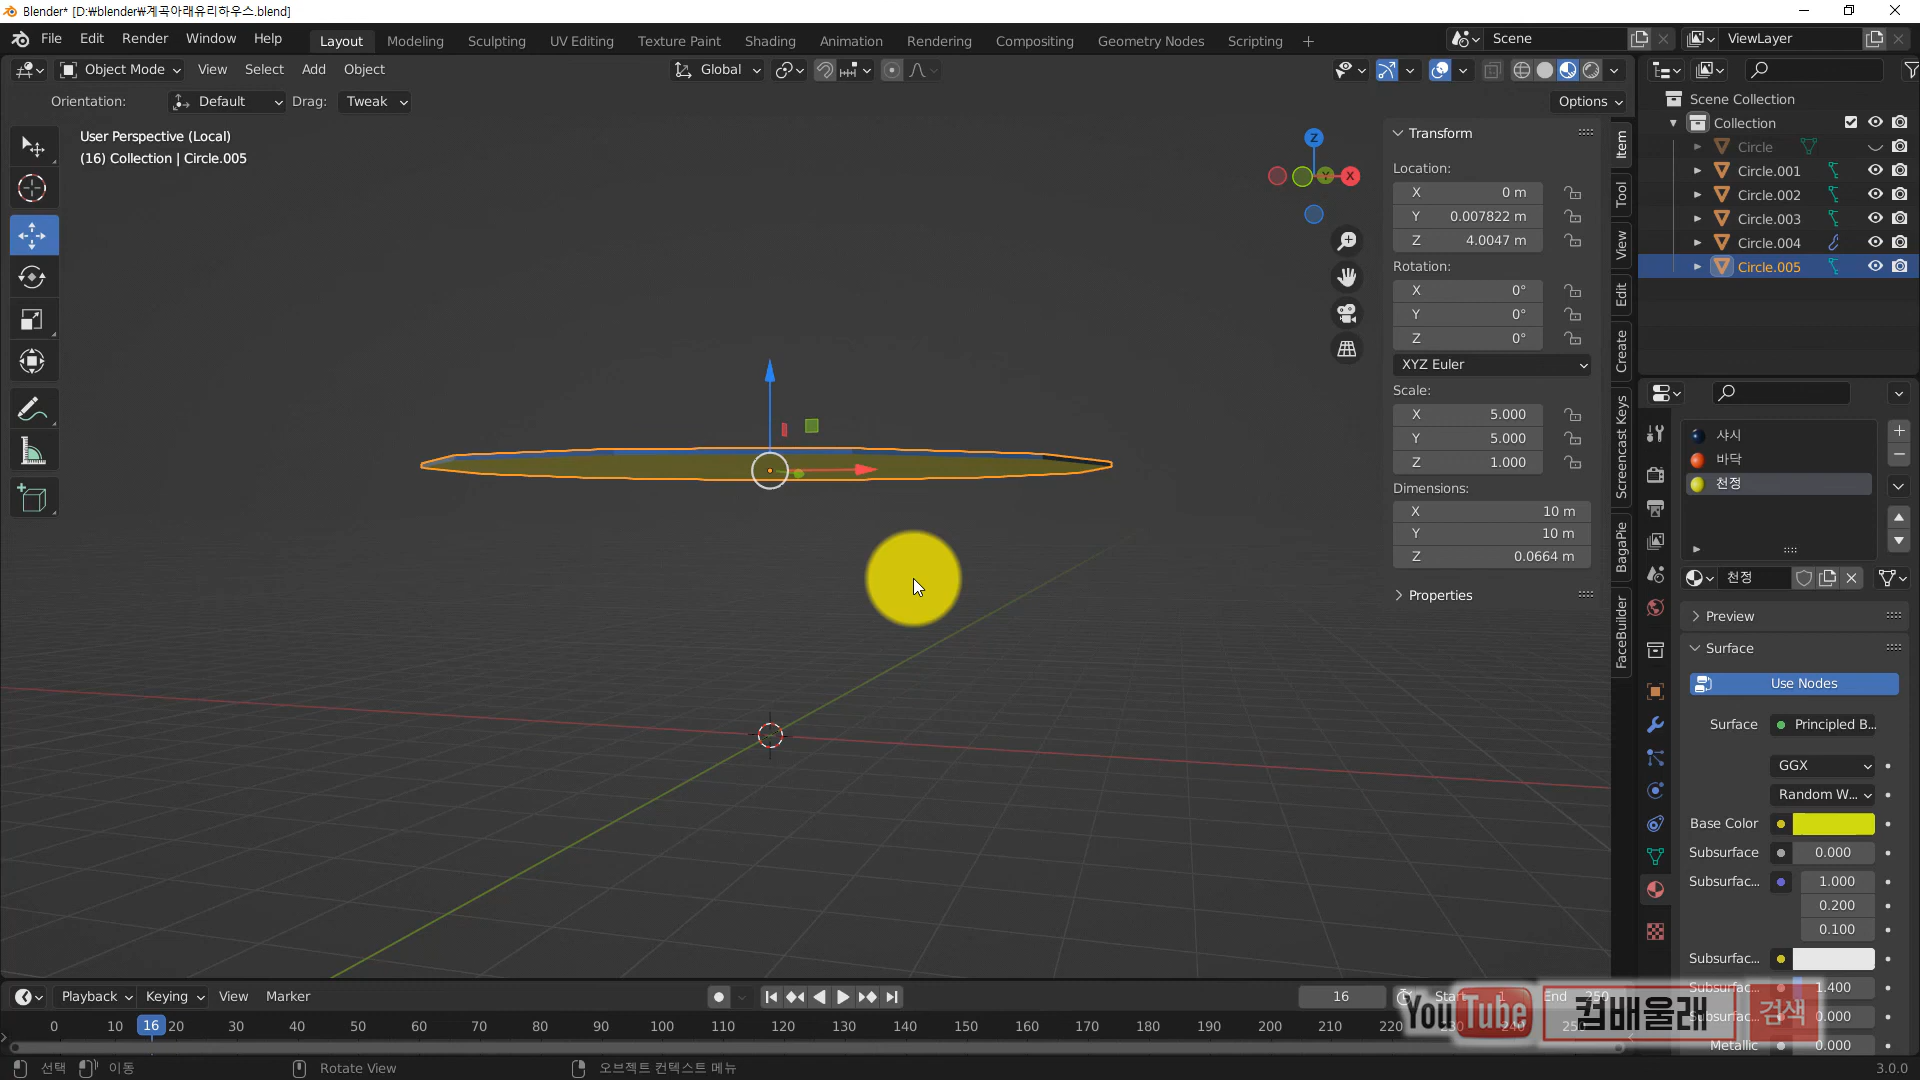 Blender* [D:₩blender₩계곡아래유리하우스.blend]
File Edit Render Window Help Layout Modeling Sculpting UV Editing Texture Paint Shading Animation Rendering Compositing Geometry Nodes Scripting + Scene ViewLayer
Object Mode View Select Add Object Global
Orientation: Default Drag: Tweak Options
User Perspective (Local)
(16) Collection | Circle.005
Z
Y
X
Transform
Location:
X 0 m
Y 0.007822 m
Z 4.0047 m
Rotation:
X 0°
Y 0°
Z 0°
XYZ Euler
Scale:
X 5.000
Y 5.000
Z 1.000
Dimensions:
X 10 m
Y 10 m
Z 0.0664 m
Properties
Item
Tool
View
Edit
Create
Screencast Keys
BagaPie
FaceBuilder
Scene Collection
Collection
Circle
Circle.001
Circle.002
Circle.003
Circle.004
Circle.005
샤시
바닥
천정
천정
Preview
Surface
Use Nodes
Surface Principled B...
GGX
Random W...
Base Color
Subsurface 0.000
Subsurfac... 1.000
0.200
0.100
Subsurfac...
Subsurfac... 1.400
Subsurfac... 0.000
Metallic 0.000
Playback Keying View Marker 16 Start 1 End 250
0 10 16 20 30 40 50 60 70 80 90 100 110 120 130 140 150 160 170 180 190 200 210 220 230 240 250
YouTube 컴배울래 검색
선택 이동 Rotate View 오브젝트 컨텍스트 메뉴 3.0.0